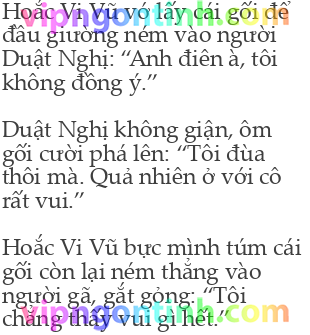 Hoắc Vi Vũ vớ lấy cái gối để
đầu giường ném vào người
Duật Nghị: “Anh điên à, tôi
không đồng ý.”
Duật Nghị không giận, ôm
gối cười phá lên: “Tôi đùa
thôi mà. Quả nhiên ở với cô
rất vui.”
Hoắc Vi Vũ bực mình túm cái
gối còn lại ném thẳng vào
người gã, gắt gỏng: “Tôi
chẳng thấy vui gì hết.”
vipngontinh.com
vipngontinh.com